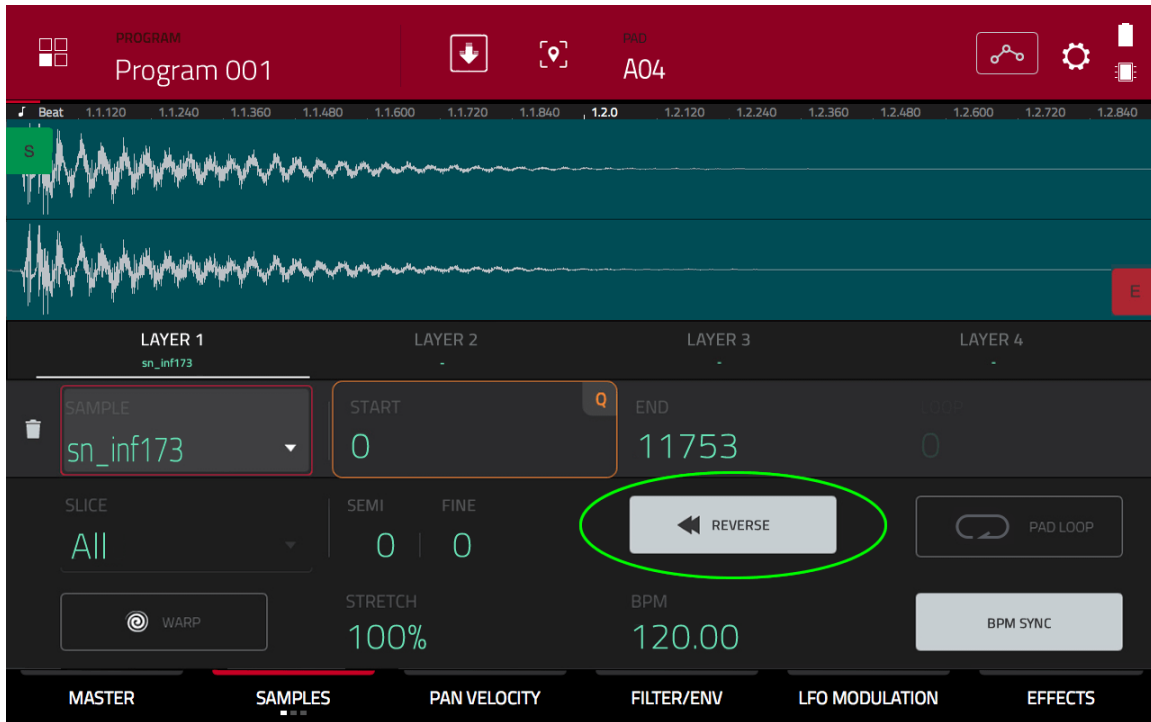 PROGRAM
Program 001
PAD
A04
Beat 1.1.120 1.1.240 1.1.360 1.1.480 1.1.600 1.1.720 1.1.840 1.2.0 1.2.120 1.2.240 1.2.360 1.2.480 1.2.600 1.2.720 1.2.840
S
E
LAYER 1 LAYER 2 LAYER 3 LAYER 4
sn_inf173 - - -
SAMPLE START Q END LOOP
sn_inf173 0 11753 0
SLICE SEMI FINE
All 0 0
REVERSE PAD LOOP
WARP
STRETCH BPM
100% 120.00
BPM SYNC
MASTER SAMPLES PAN VELOCITY FILTER/ENV LFO MODULATION EFFECTS